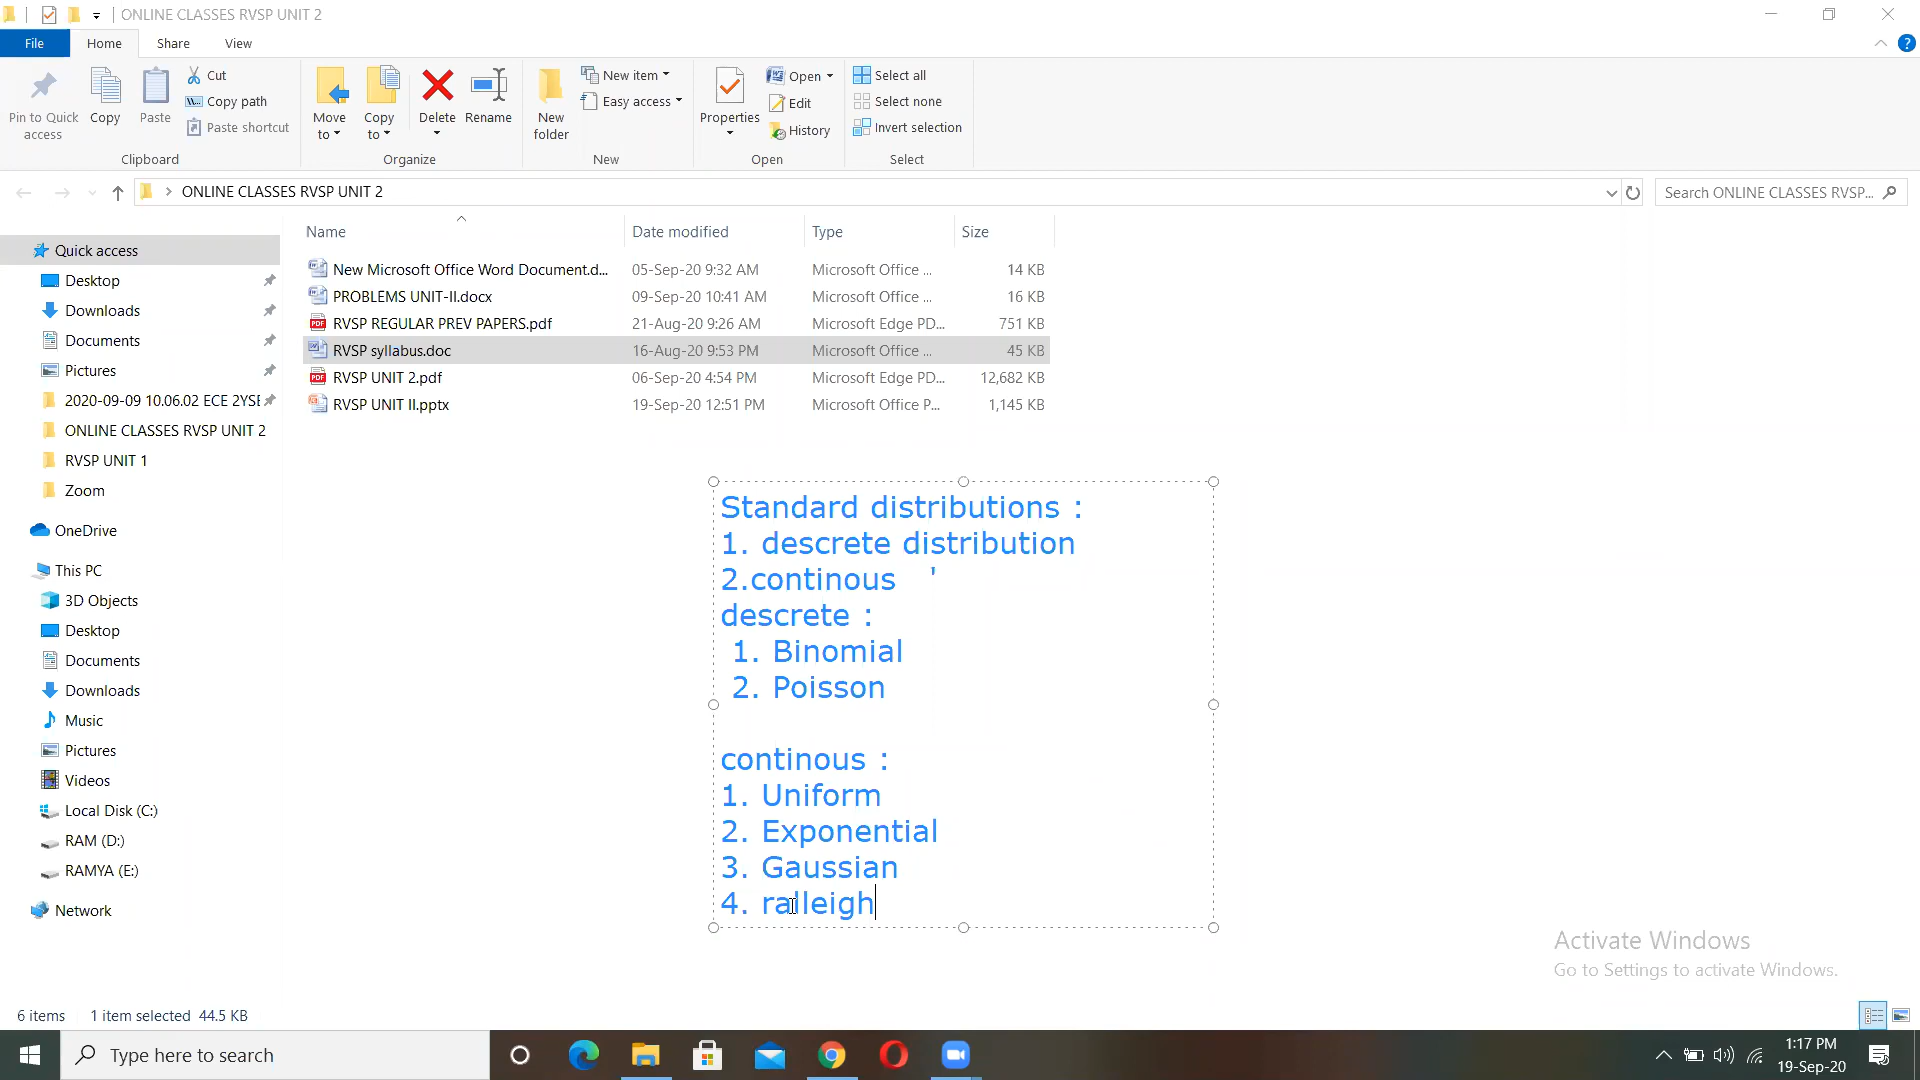 ONLINE CLASSES RVSP UNIT 2
File Home Share View
Pin to Quick access
Copy
Paste
Cut
Copy path
Paste shortcut
Clipboard
Move to
Copy to
Delete
Rename
Organize
New folder
New item
Easy access
New
Properties
Open
Edit
History
Open
Select all
Select none
Invert selection
Select
ONLINE CLASSES RVSP UNIT 2
Search ONLINE CLASSES RVSP...
Name Date modified Type Size
New Microsoft Office Word Document.d... 05-Sep-20 9:32 AM Microsoft Office ... 14 KB
PROBLEMS UNIT-II.docx 09-Sep-20 10:41 AM Microsoft Office ... 16 KB
RVSP REGULAR PREV PAPERS.pdf 21-Aug-20 9:26 AM Microsoft Edge PD... 751 KB
RVSP syllabus.doc 16-Aug-20 9:53 PM Microsoft Office ... 45 KB
RVSP UNIT 2.pdf 06-Sep-20 4:54 PM Microsoft Edge PD... 12,682 KB
RVSP UNIT II.pptx 19-Sep-20 12:51 PM Microsoft Office P... 1,145 KB
Quick access
Desktop
Downloads
Documents
Pictures
2020-09-09 10.06.02 ECE 2YSE
ONLINE CLASSES RVSP UNIT 2
RVSP UNIT 1
Zoom
OneDrive
This PC
3D Objects
Desktop
Documents
Downloads
Music
Pictures
Videos
Local Disk (C:)
RAM (D:)
RAMYA (E:)
Network
Standard distributions :
1. descrete distribution
2.continous '
descrete :
1. Binomial
2. Poisson
continous :
1. Uniform
2. Exponential
3. Gaussian
4. ralleigh
Activate Windows
Go to Settings to activate Windows.
6 items 1 item selected 44.5 KB
Type here to search
1:17 PM
19-Sep-20